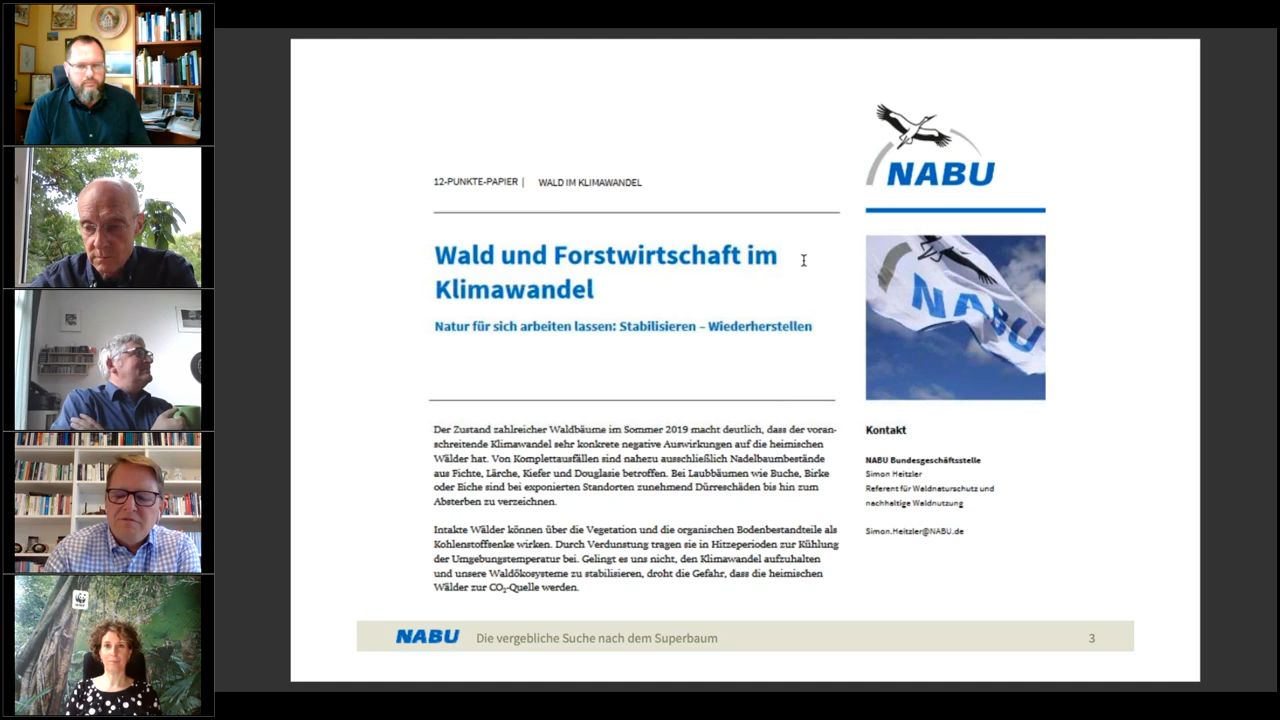 12-PUNKTE-PAPIER | WALD IM KLIMAWANDEL
NABU
Wald und Forstwirtschaft im
Klimawandel
Natur für sich arbeiten lassen: Stabilisieren – Wiederherstellen
NABU
Der Zustand zahlreicher Waldbäume im Sommer 2019 macht deutlich, dass der voran-
schreitende Klimawandel sehr konkrete negative Auswirkungen auf die heimischen
Wälder hat. Von Komplettausfällen sind nahezu ausschließlich Nadelbaumbestände
aus Fichte, Lärche, Kiefer und Douglasie betroffen. Bei Laubbäumen wie Buche, Birke
oder Eiche sind bei exponierten Standorten zunehmend Dürreschäden bis hin zum
Absterben zu verzeichnen.
Intakte Wälder können über die Vegetation und die organischen Bodenbestandteile als
Kohlenstoffsenke wirken. Durch Verdunstung tragen sie in Hitzeperioden zur Kühlung
der Umgebungstemperatur bei. Gelingt es uns nicht, den Klimawandel aufzuhalten
und unsere Waldökosysteme zu stabilisieren, droht die Gefahr, dass die heimischen
Wälder zur CO₂-Quelle werden.
Kontakt
NABU Bundesgeschäftsstelle
Simon Heitzler
Referent für Waldnaturschutz und
nachhaltige Waldnutzung
Simon.Heitzler@NABU.de
NABU Die vergebliche Suche nach dem Superbaum 3
WWF